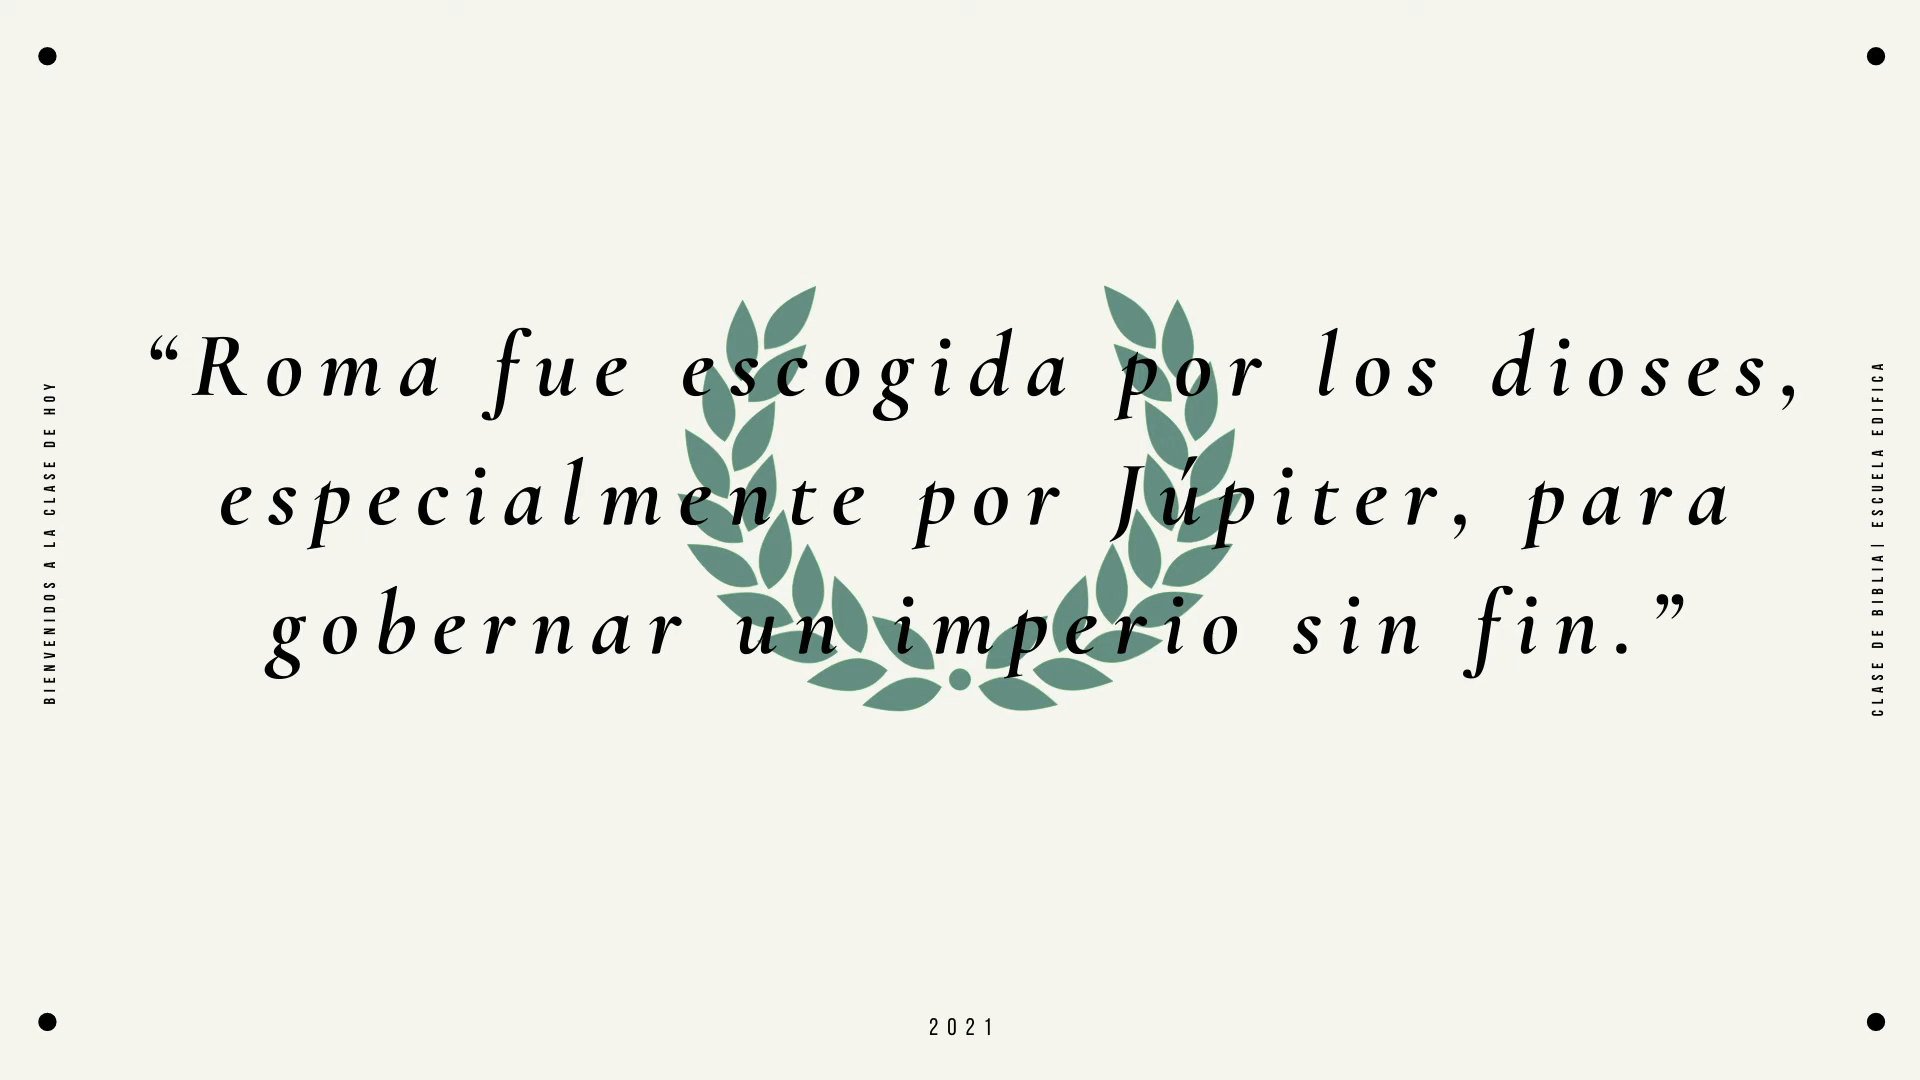 “Roma fue escogida por los dioses,
especialmente por Júpiter, para
gobernar un imperio sin fin.”
BIENVENIDOS A LA CLASE DE HOY
CLASE DE BIBLIA| ESCUELA EDIFICA
2021